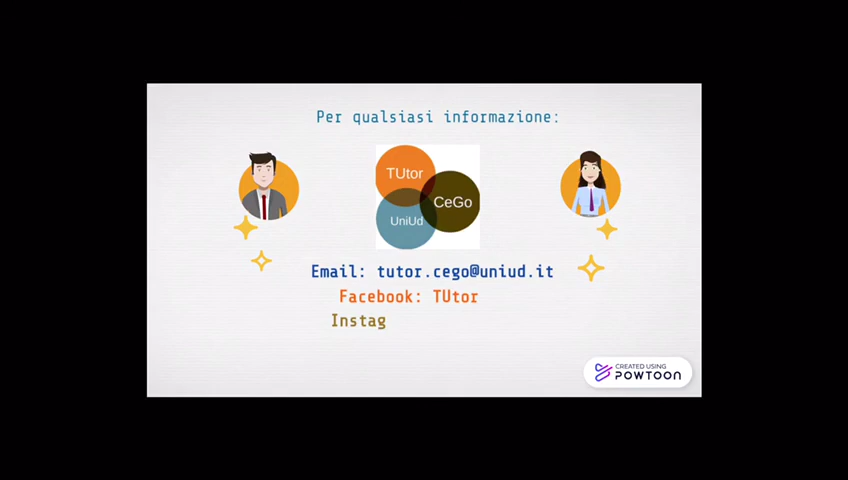 Per qualsiasi informazione:
TUtor
CeGo
UniUd
Email: tutor.cego@uniud.it
Facebook: TUtor
Instag
CREATED USING
POWTOON